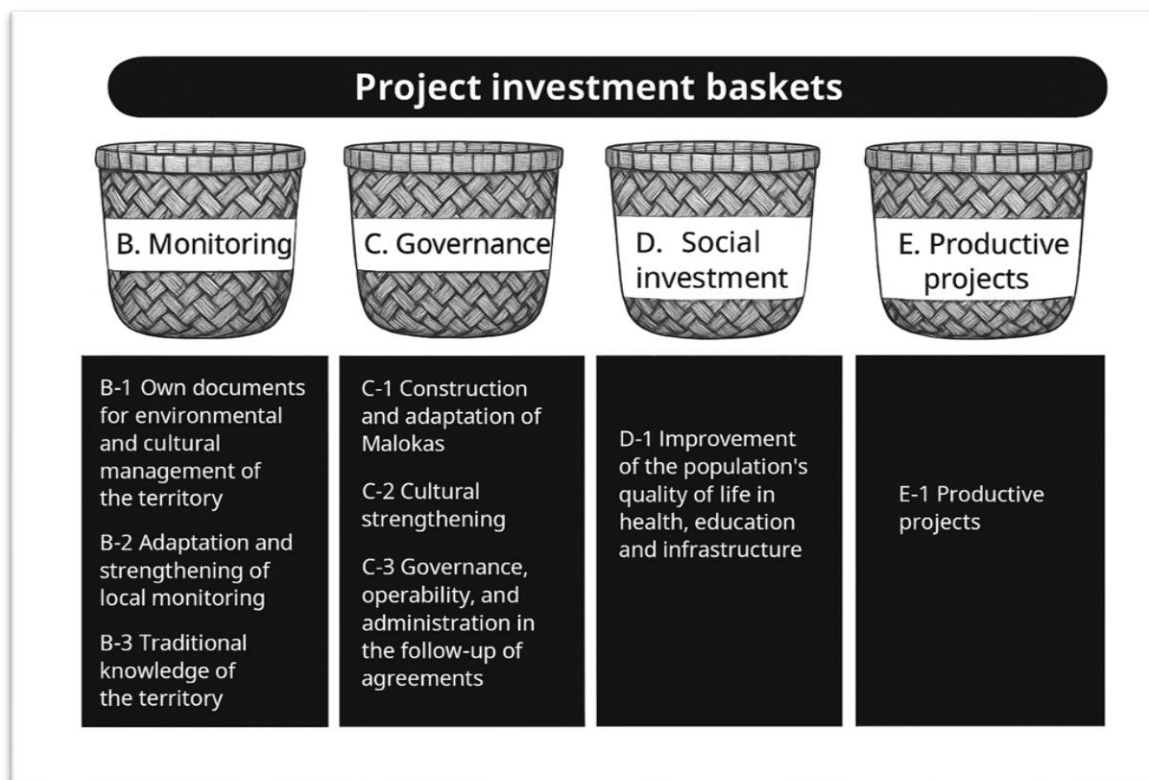 Project investment baskets
B. Monitoring
C. Governance
D. Social
investment
E. Productive
projects
B-1 Own documents
for environmental
and cultural
management of
the territory
B-2 Adaptation and
strengthening of
local monitoring
B-3 Traditional
knowledge of
the territory
C-1 Construction
and adaptation of
Malokas
C-2 Cultural
strengthening
C-3 Governance,
operability, and
administration in
the follow-up of
agreements
D-1 Improvement
of the population's
quality of life in
health, education
and infrastructure
E-1 Productive
projects